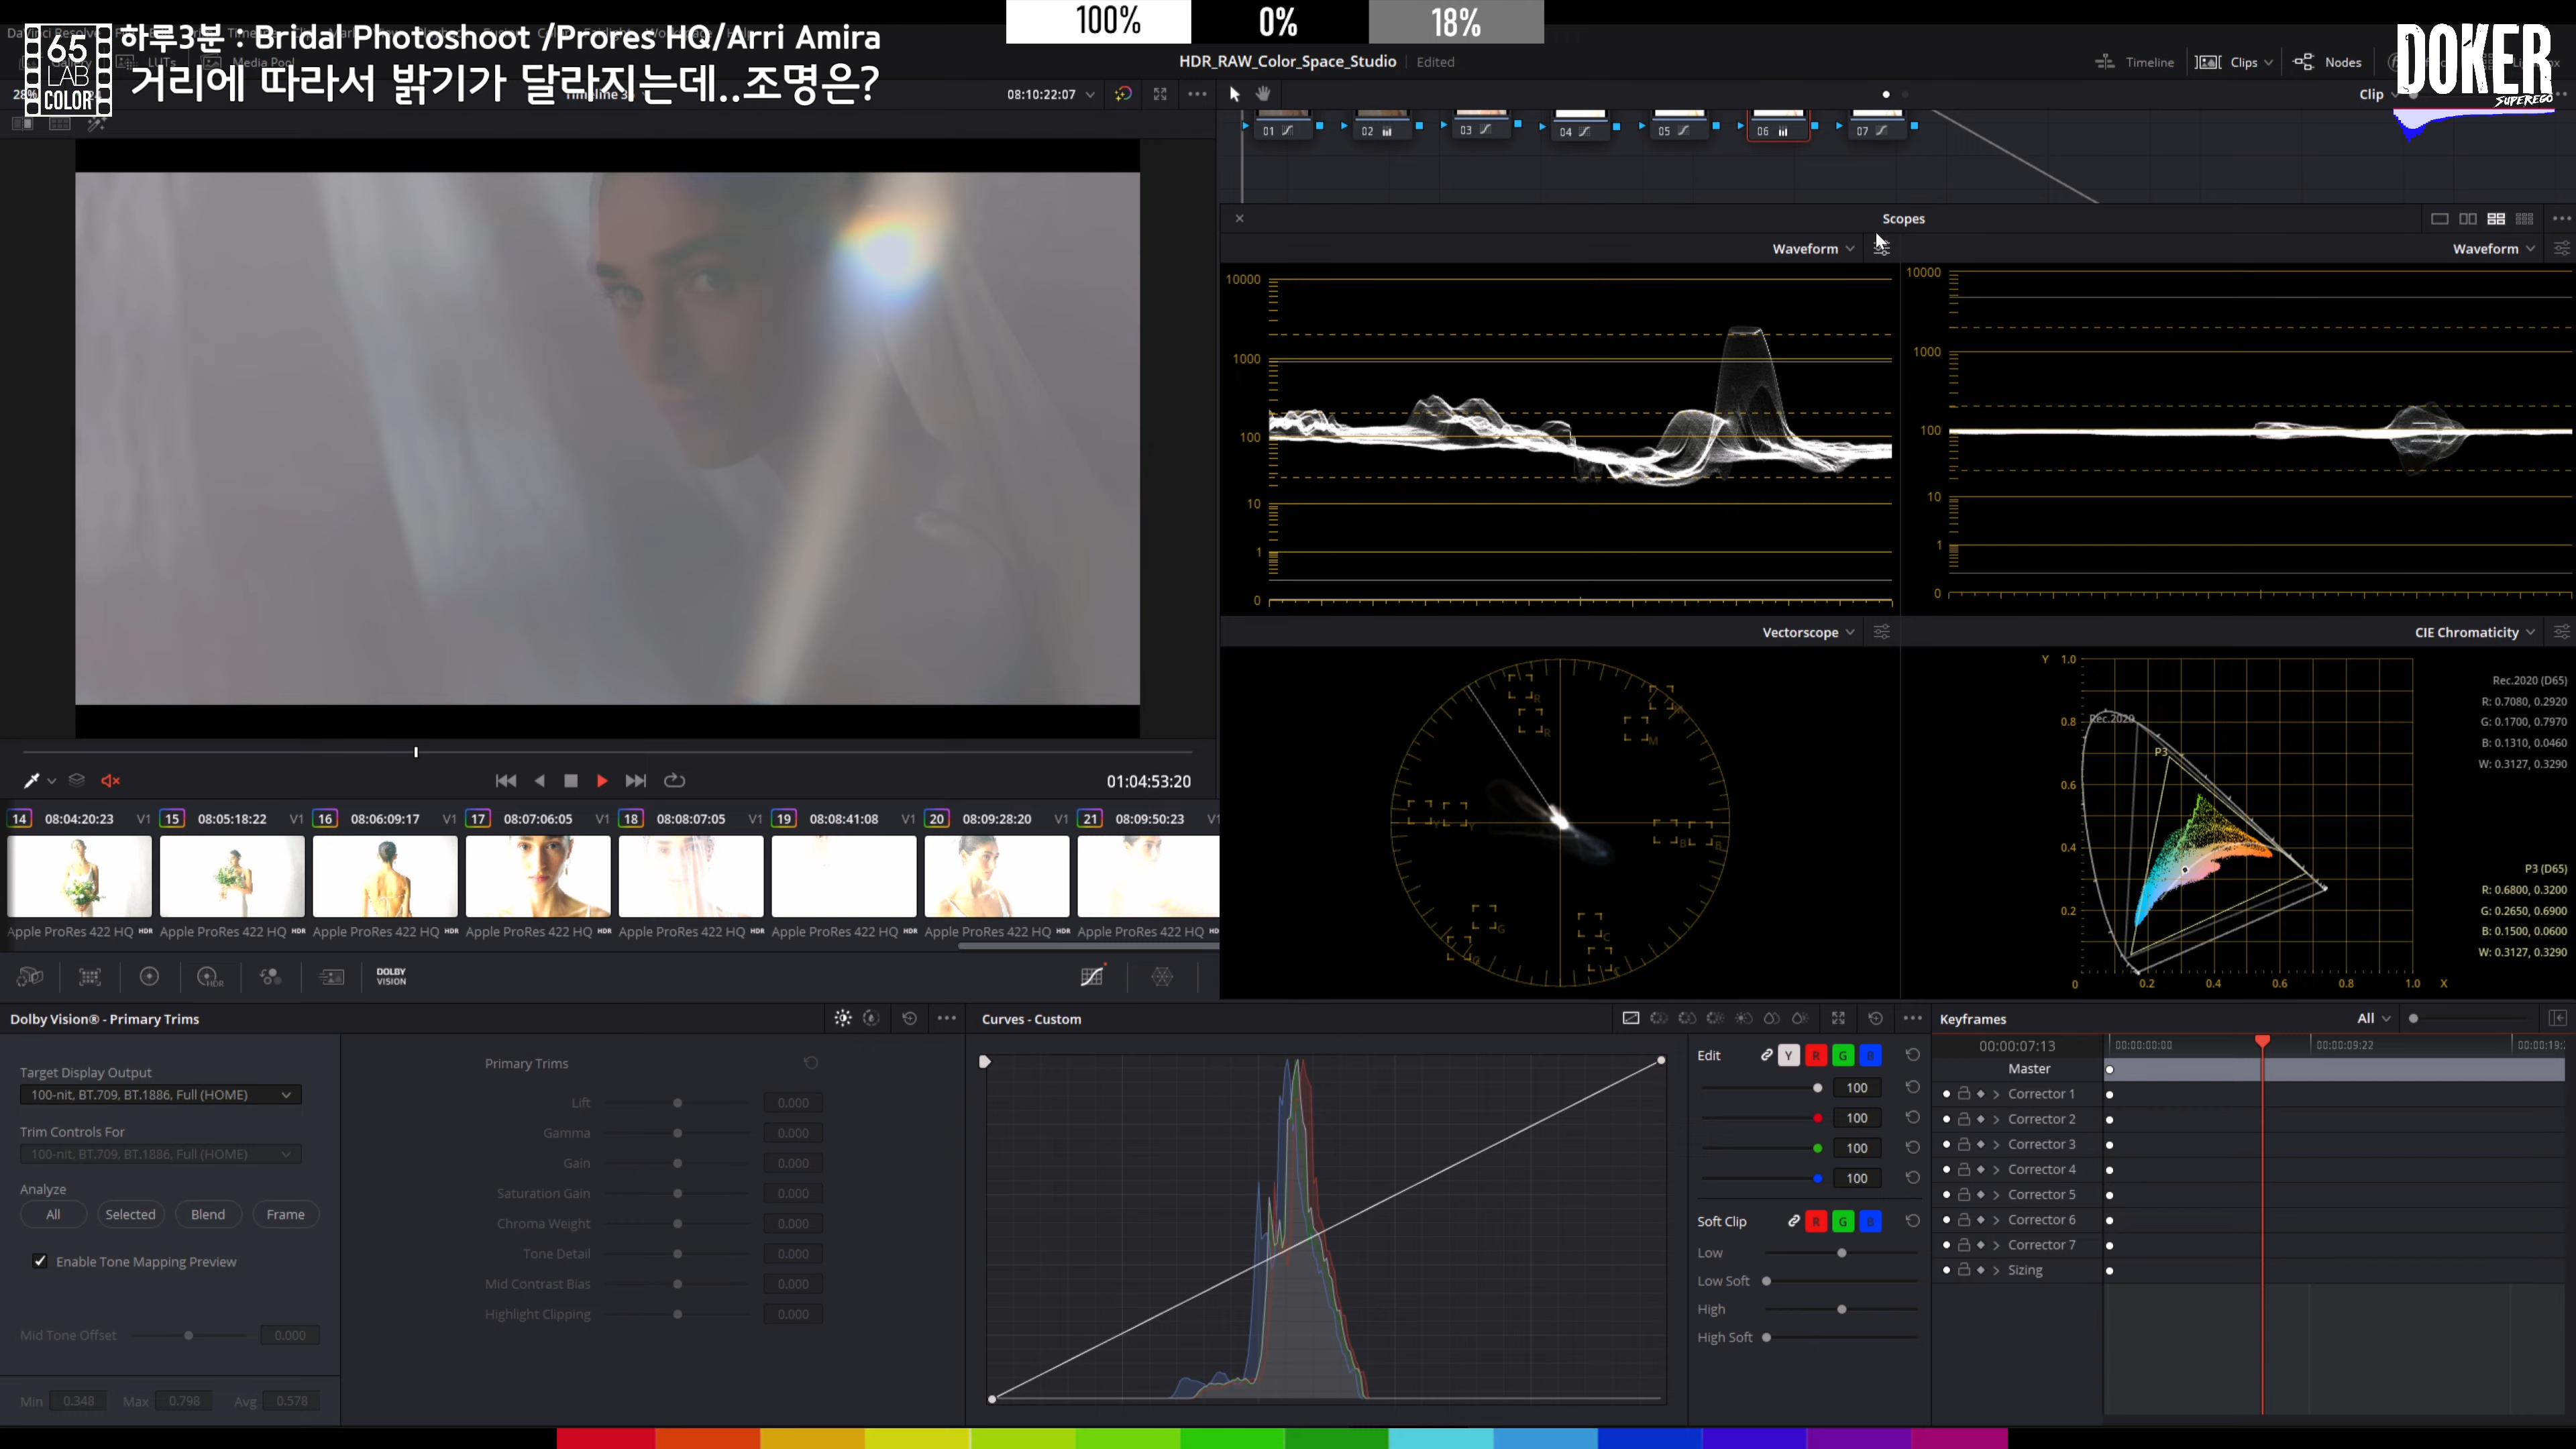 100%
0%
18%
65
LAB
COLOR
하루3분 : Bridal Photoshoot /Prores HQ/Arri Amira
거리에 따라서 밝기가 달라지는데..조명은?
DOKER
SUPEREGO
HDR_RAW_Color_Space_Studio
Edited
Timeline
Clips
Nodes
08:10:22:07
Clip
01
02
03
04
05
06
07
Scopes
Waveform
Waveform
10000
1000
100
10
1
0
10000
1000
100
10
1
0
Vectorscope
CIE Chromaticity
R
R
M
Y
Y
B
B
G
G
C
C
Y 1.0
0.8
0.6
0.4
0.2
0
0.2
0.4
0.6
0.8
1.0
X
Rec.2020
P3
Rec.2020 (D65)
R: 0.7080, 0.2920
G: 0.1700, 0.7970
B: 0.1310, 0.0460
W: 0.3127, 0.3290
P3 (D65)
R: 0.6800, 0.3200
G: 0.2650, 0.6900
B: 0.1500, 0.0600
W: 0.3127, 0.3290
01:04:53:20
14 08:04:20:23 V1
15 08:05:18:22 V1
16 08:06:09:17 V1
17 08:07:06:05 V1
18 08:08:07:05 V1
19 08:08:41:08 V1
20 08:09:28:20 V1
21 08:09:50:23 V1
Apple ProRes 422 HQ HDR
Apple ProRes 422 HQ HDR
Apple ProRes 422 HQ HDR
Apple ProRes 422 HQ HDR
Apple ProRes 422 HQ HDR
Apple ProRes 422 HQ HDR
Apple ProRes 422 HQ HDR
Apple ProRes 422 HQ
HDR
DOLBY
VISION
Dolby Vision® - Primary Trims
Target Display Output
100-nit, BT.709, BT.1886, Full (HOME)
Trim Controls For
100-nit, BT.709, BT.1886, Full (HOME)
Analyze
All
Selected
Blend
Frame
Enable Tone Mapping Preview
Mid Tone Offset 0.000
Min 0.348 Max 0.798 Avg 0.578
Primary Trims
Lift 0.000
Gamma 0.000
Gain 0.000
Saturation Gain 0.000
Chroma Weight 0.000
Tone Detail 0.000
Mid Contrast Bias 0.000
Highlight Clipping 0.000
Curves - Custom
Edit Y R G B
100
100
100
100
Soft Clip R G B
Low
Low Soft
High
High Soft
Keyframes
All
00:00:07:13
00:00:00:00
00:00:09:22
Master
Corrector 1
Corrector 2
Corrector 3
Corrector 4
Corrector 5
Corrector 6
Corrector 7
Sizing